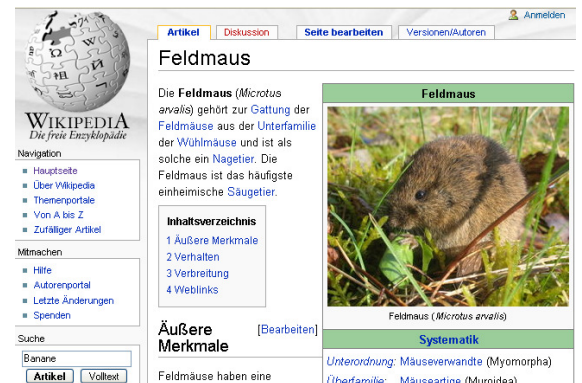 Anmelden
Artikel
Diskussion
Seite bearbeiten
Versionen/Autoren
WIKIPEDIA
Die freie Enzyklopädie
Navigation
Hauptseite
Über Wikipedia
Themenportale
Von A bis Z
Zufälliger Artikel
Mitmachen
Hilfe
Autorenportal
Letzte Änderungen
Spenden
Suche
Banane
Artikel
Volltext
Feldmaus
Die Feldmaus (Microtus
arvalis) gehört zur Gattung der
Feldmäuse aus der Unterfamilie
der Wühlmäuse und ist als
solche ein Nagetier. Die
Feldmaus ist das häufigste
einheimische Säugetier.
Inhaltsverzeichnis
1 Äußere Merkmale
2 Verhalten
3 Verbreitung
4 Weblinks
Äußere
Merkmale
[Bearbeiten]
Feldmäuse haben eine
Feldmaus
Feldmaus (Microtus arvalis)
Systematik
Unterordnung: Mäuseverwandte (Myomorpha)
Überfamilie: Mäuseartige (Muroidea)